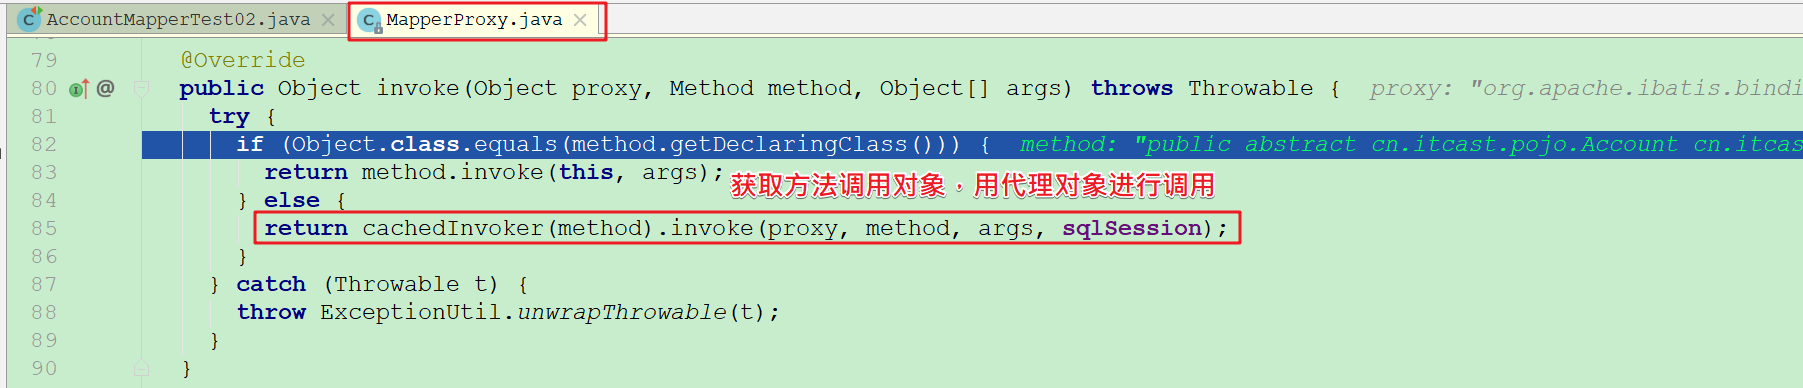 AccountMapperTest02.java MapperProxy.java
79 @Override
80 public Object invoke(Object proxy, Method method, Object[] args) throws Throwable { proxy: "org.apache.ibatis.bindi
81 try {
82 if (Object.class.equals(method.getDeclaringClass())) { method: "public abstract cn.itcast.pojo.Account cn.itcas
83 return method.invoke(this, args);
获取方法调用对象，用代理对象进行调用
84 } else {
85 return cachedInvoker(method).invoke(proxy, method, args, sqlSession);
86 }
87 } catch (Throwable t) {
88 throw ExceptionUtil.unwrapThrowable(t);
89 }
90 }